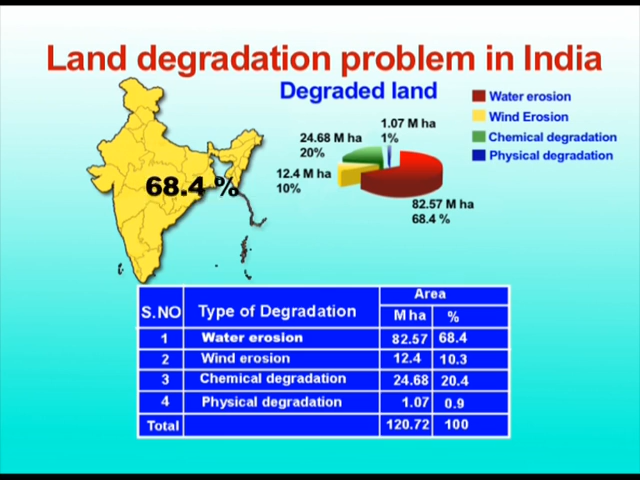 Land degradation problem in India
Degraded land
68.4 %
1.07 M ha
1%
24.68 M ha
20%
12.4 M ha
10%
82.57 M ha
68.4 %
Water erosion
Wind Erosion
Chemical degradation
Physical degradation
S.NO Type of Degradation Area
M ha %
1 Water erosion 82.57 68.4
2 Wind erosion 12.4 10.3
3 Chemical degradation 24.68 20.4
4 Physical degradation 1.07 0.9
Total 120.72 100